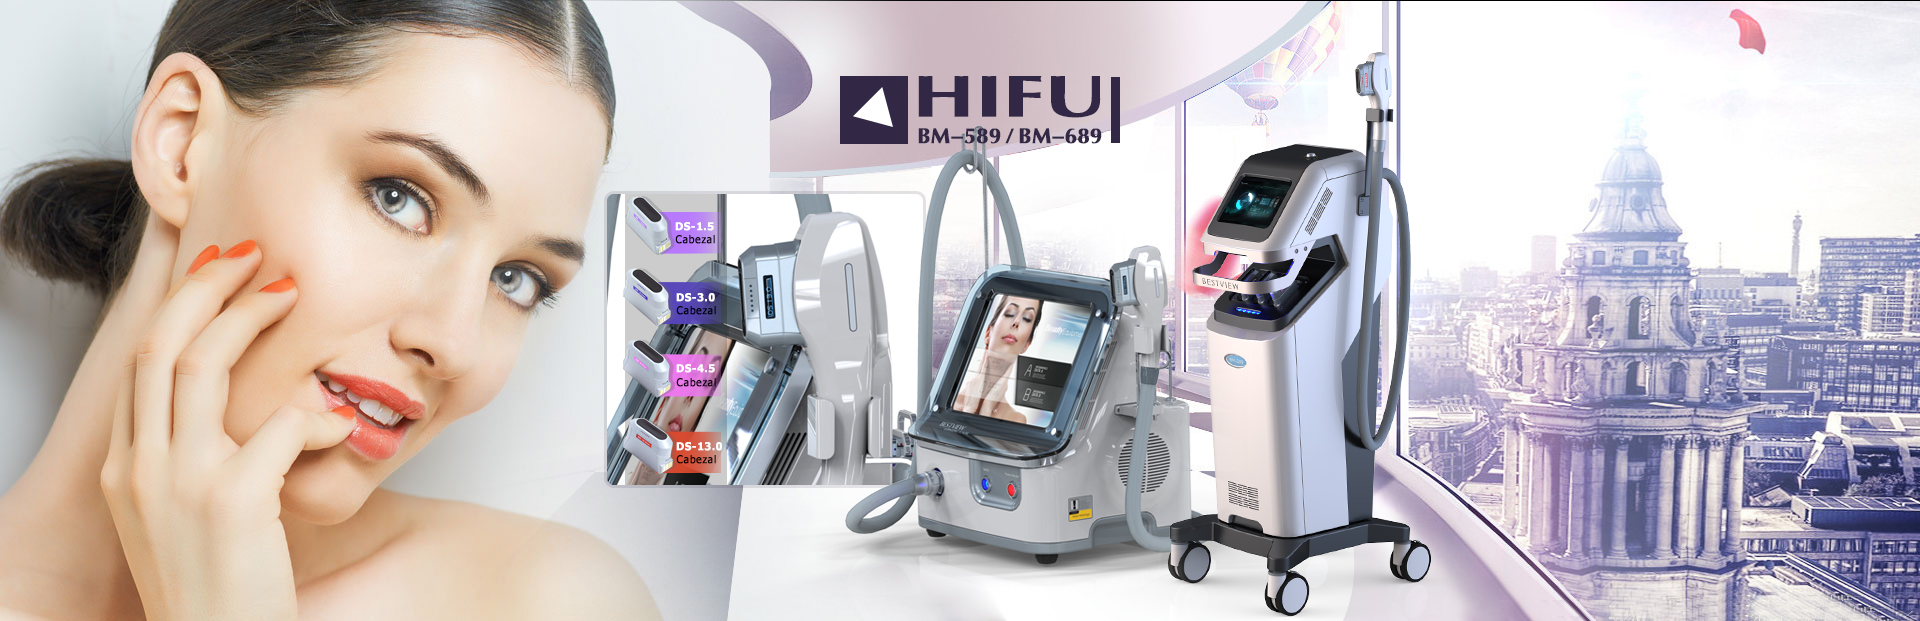 HIFU
BM-589 / BM-689
DS-1.5
Cabezal
DS-3.0
Cabezal
DS-4.5
Cabezal
DS-13.0
Cabezal
A
B
BESTVIEW
BESTVIEW